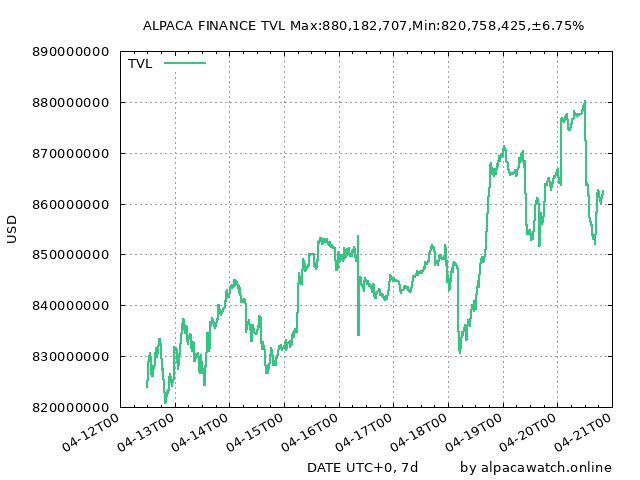 ALPACA FINANCE TVL Max:880,182,707,Min:820,758,425,±6.75%
890000000
TVL
880000000
870000000
860000000
850000000
840000000
830000000
820000000
USD
04-12T00
04-13T00
04-14T00
04-15T00
04-16T00
04-17T00
04-18T00
04-19T00
04-20T00
04-21T00
DATE UTC+0, 7d
by alpacawatch.online